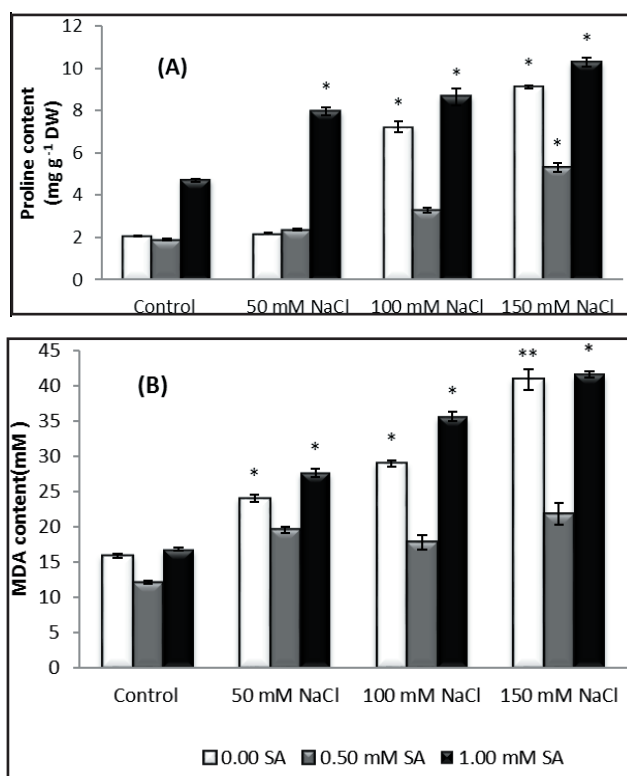 12
10
8
6
4
2
0
Proline content
(mg g⁻¹ DW)
(A)
*
*
*
*
*
*
Control
50 mM NaCl
100 mM NaCl
150 mM NaCl
45
40
35
30
25
20
15
10
5
0
MDA content(mM )
(B)
*
*
*
*
**
*
Control
50 mM NaCl
100 mM NaCl
150 mM NaCl
0.00 SA
0.50 mM SA
1.00 mM SA